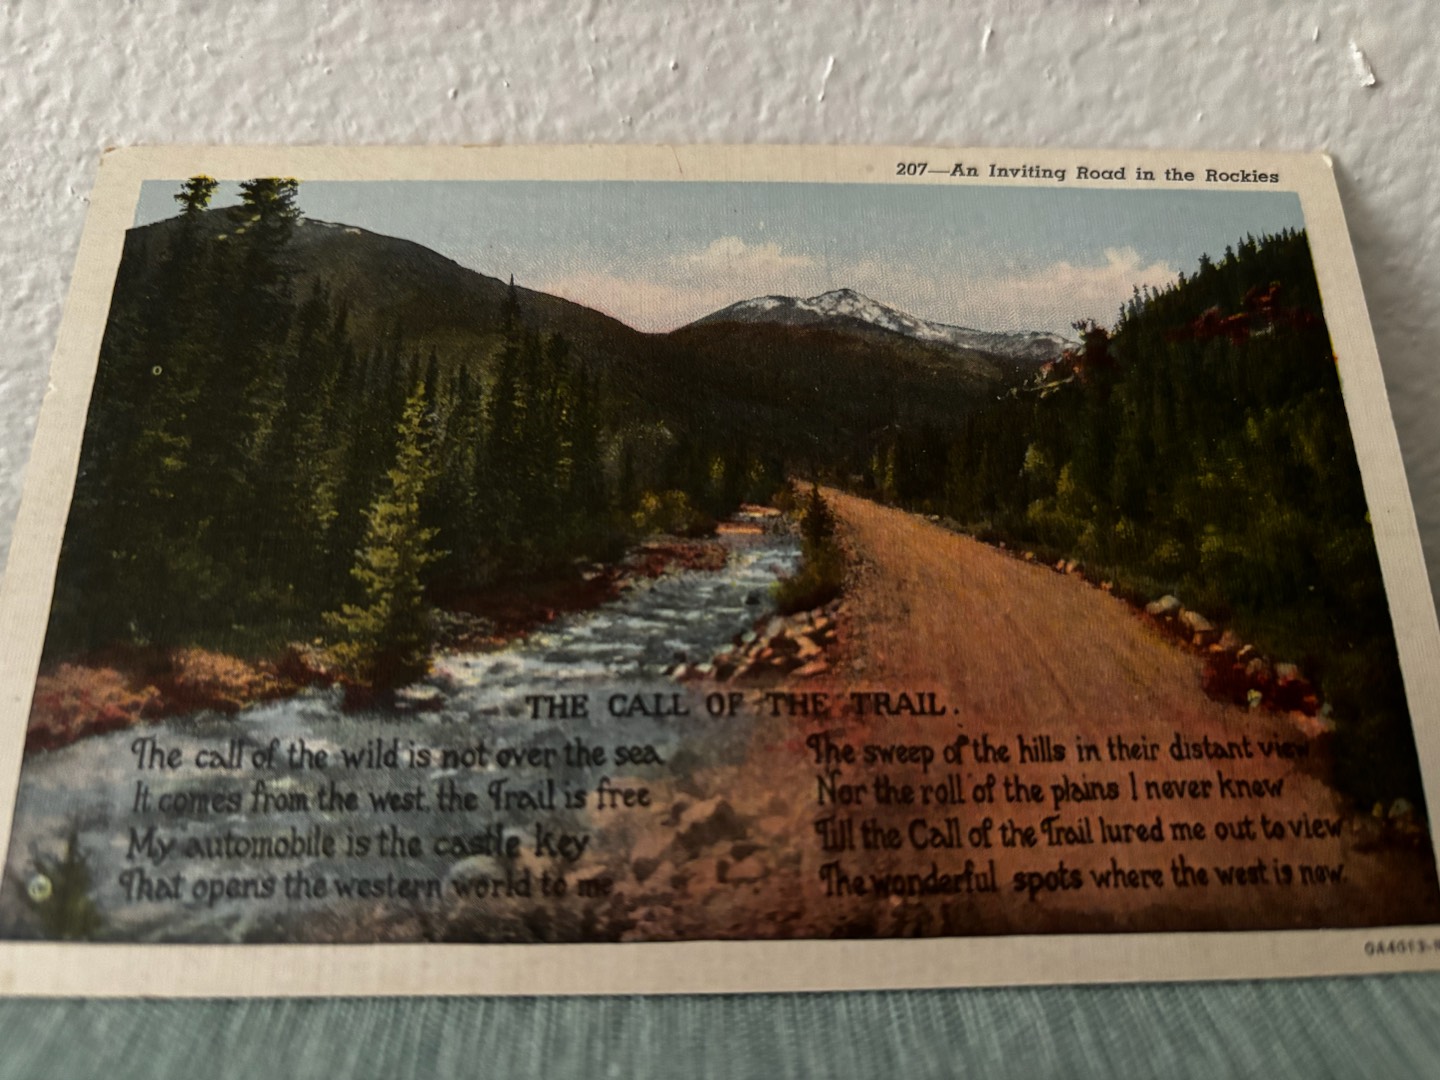 207—An Inviting Road in the Rockies
THE CALL OF THE TRAIL.
The call of the wild is not over the sea
It comes from the west, the Trail is free
My automobile is the castle key
That opens the western world to me.
The sweep of the hills in their distant view
Nor the roll of the plains I never knew
Till the Call of the Trail lured me out to view
The wonderful spots where the west is new.